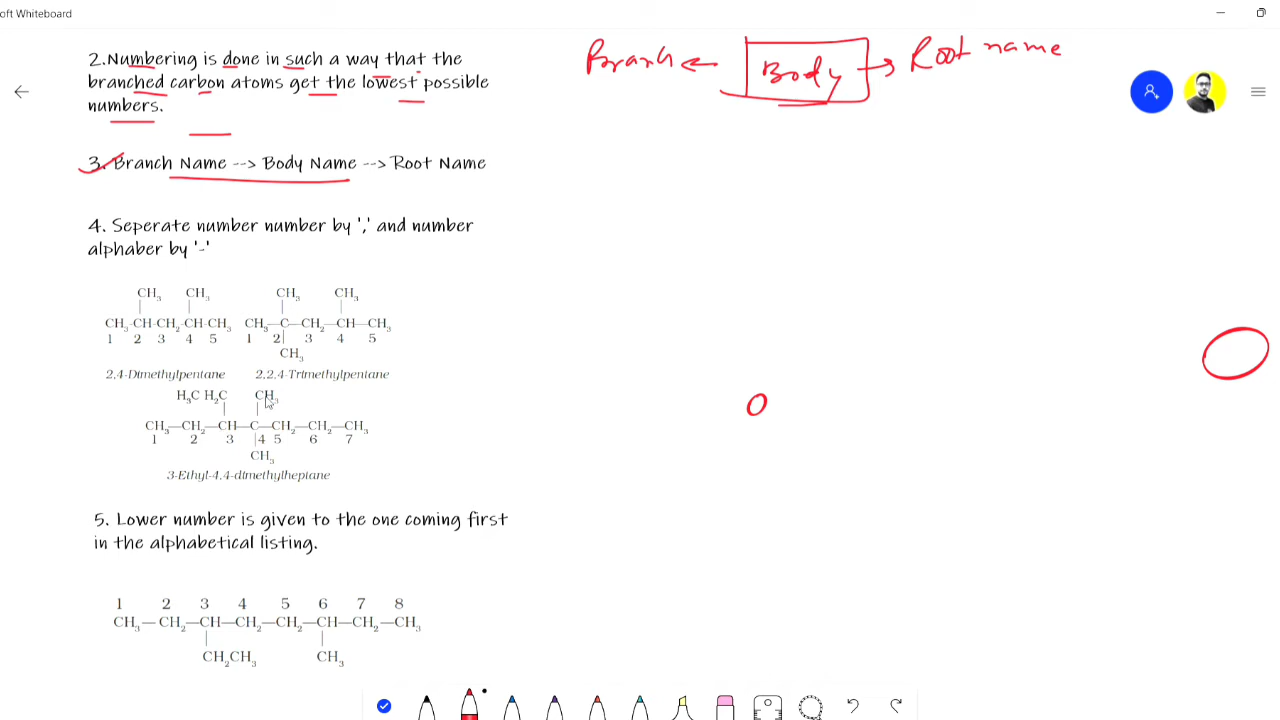 oft Whiteboard
2.Numbering is done in such a way that the
branched carbon atoms get the lowest possible
numbers.
Branch ← Body → Root name
3. Branch Name --> Body Name --> Root Name
4. Seperate number number by ',' and number
alphaber by '-'
CH₃ CH₃ CH₃ CH₃
CH₃-CH-CH₂-CH-CH₃ CH₃—C—CH₂—CH—CH₃
1 2 3 4 5 1 2 3 4 5
CH₃
2,4-Dimethylpentane 2,2,4-Trimethylpentane
H₃C H₂C CH₃
CH₃—CH₂—CH—C—CH₂—CH₂—CH₃
1 2 3 4 5 6 7
CH₃
3-Ethyl-4,4-dimethylheptane
5. Lower number is given to the one coming first
in the alphabetical listing.
1 2 3 4 5 6 7 8
CH₃—CH₂—CH—CH₂—CH₂—CH—CH₂—CH₃
CH₂CH₃ CH₃